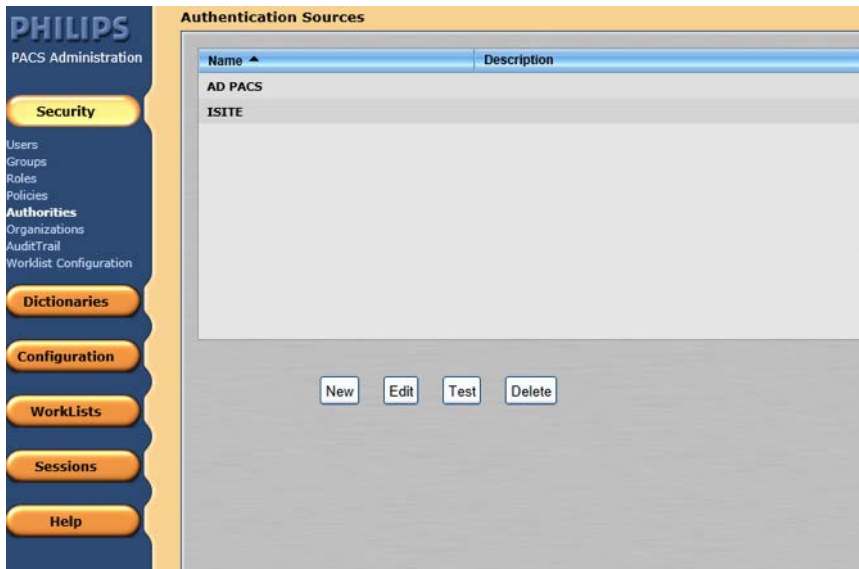 PHILIPS
PACS Administration
Security
Users
Groups
Roles
Policies
Authorities
Organizations
AuditTrail
Worklist Configuration
Dictionaries
Configuration
WorkLists
Sessions
Help
Authentication Sources
Name Description
AD PACS
ISITE
New Edit Test Delete